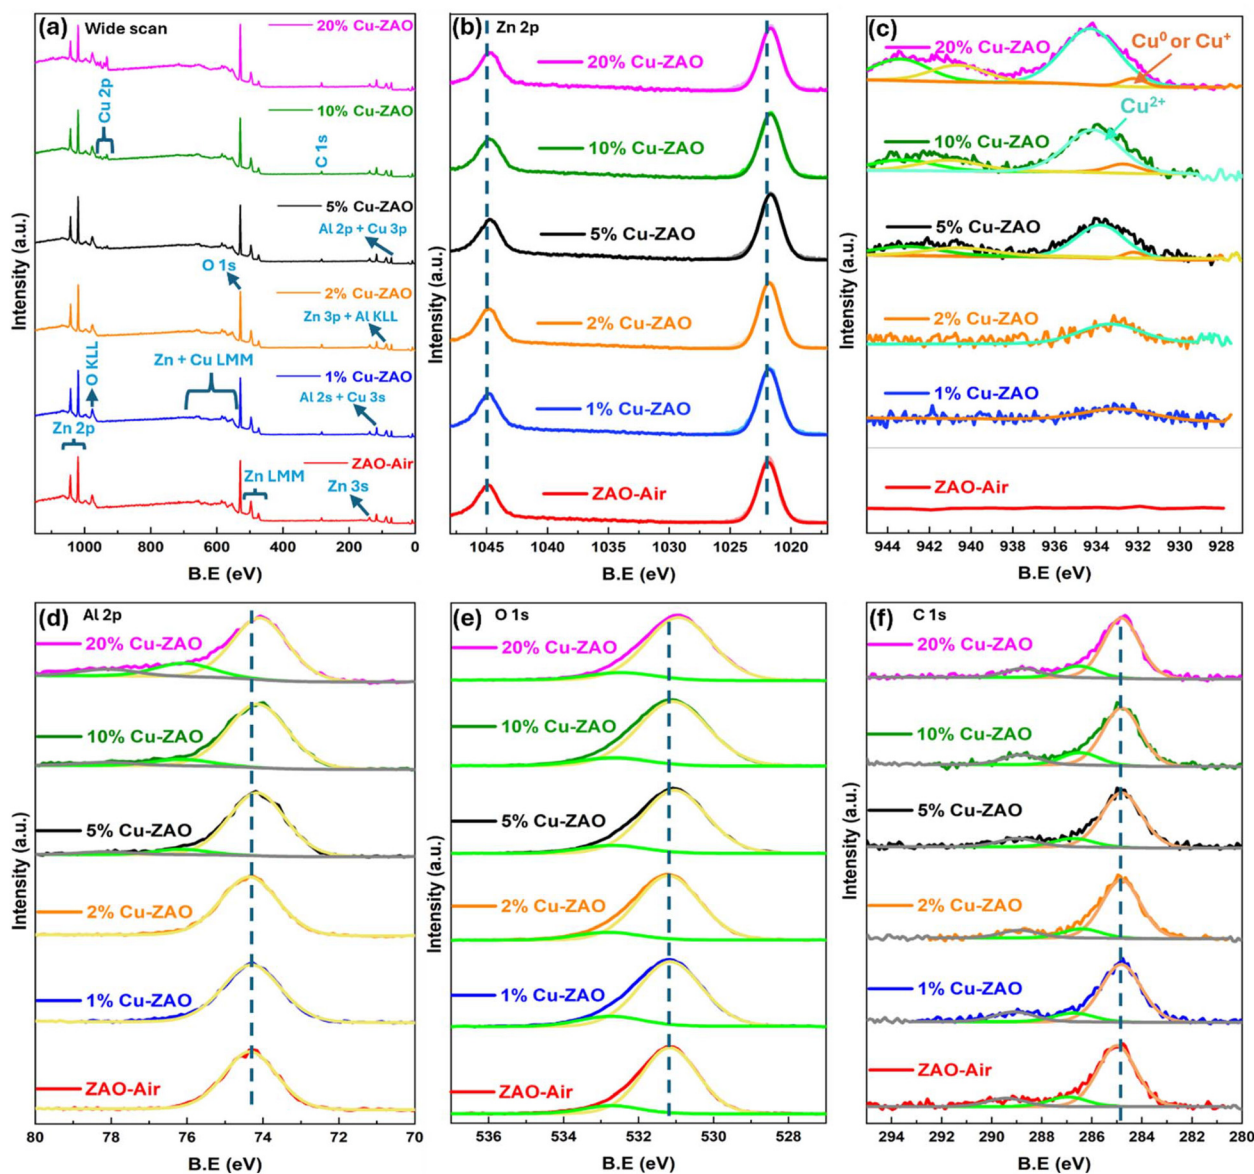 (a)
Wide scan
20% Cu-ZAO
Cu 2p
10% Cu-ZAO
C 1s
5% Cu-ZAO
Al 2p + Cu 3p
O 1s
2% Cu-ZAO
Zn 3p + Al KLL
O KLL
Zn + Cu LMM
1% Cu-ZAO
Al 2s + Cu 3s
Zn 2p
ZAO-Air
Zn LMM
Zn 3s
Intensity (a.u.)
1000 800 600 400 200 0
B.E (eV)
(b)
Zn 2p
20% Cu-ZAO
10% Cu-ZAO
5% Cu-ZAO
2% Cu-ZAO
1% Cu-ZAO
ZAO-Air
Intensity (a.u.)
1045 1040 1035 1030 1025 1020
B.E (eV)
(c)
20% Cu-ZAO
Cu⁰ or Cu⁺
Cu²⁺
10% Cu-ZAO
5% Cu-ZAO
2% Cu-ZAO
1% Cu-ZAO
ZAO-Air
Intensity (a.u.)
944 942 940 938 936 934 932 930 928
B.E (eV)
(d)
Al 2p
20% Cu-ZAO
10% Cu-ZAO
5% Cu-ZAO
2% Cu-ZAO
1% Cu-ZAO
ZAO-Air
Intensity (a.u.)
80 78 76 74 72 70
B.E (eV)
(e)
O 1s
20% Cu-ZAO
10% Cu-ZAO
5% Cu-ZAO
2% Cu-ZAO
1% Cu-ZAO
ZAO-Air
Intensity (a.u.)
536 534 532 530 528
B.E (eV)
(f)
C 1s
20% Cu-ZAO
10% Cu-ZAO
5% Cu-ZAO
2% Cu-ZAO
1% Cu-ZAO
ZAO-Air
Intensity (a.u.)
294 292 290 288 286 284 282 280
B.E (eV)